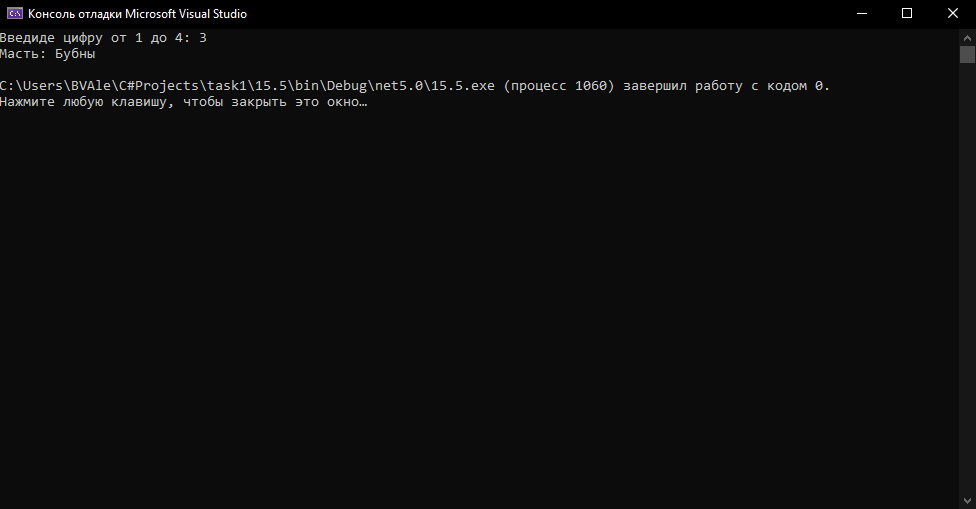 Консоль отладки Microsoft Visual Studio
Введиде цифру от 1 до 4: 3
Масть: Бубны
C:\Users\BVAle\C#Projects\task1\15.5\bin\Debug\net5.0\15.5.exe (процесс 1060) завершил работу с кодом 0.
Нажмите любую клавишу, чтобы закрыть это окно…